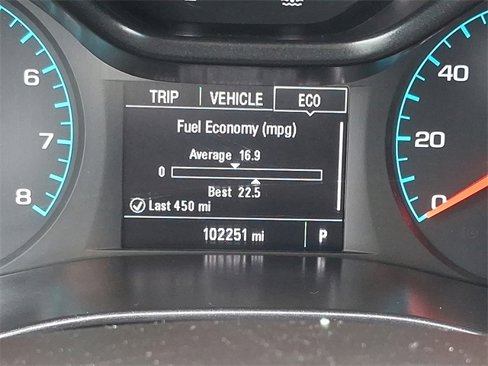 TRIP VEHICLE ECO
Fuel Economy (mpg)
Average 16.9
0
Best 22.5
Last 450 mi
102251 mi P
6
7
8
40
20
0